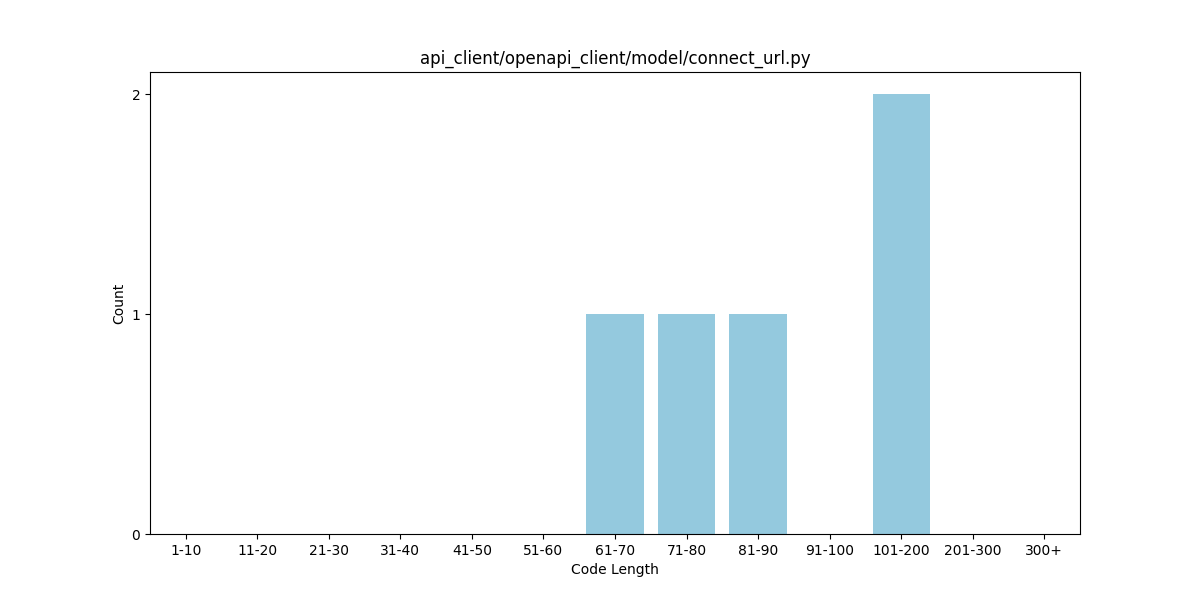 api_client/openapi_client/model/connect_url.py
2
1
0
Count
1-10 11-20 21-30 31-40 41-50 51-60 61-70 71-80 81-90 91-100 101-200 201-300 300+
Code Length